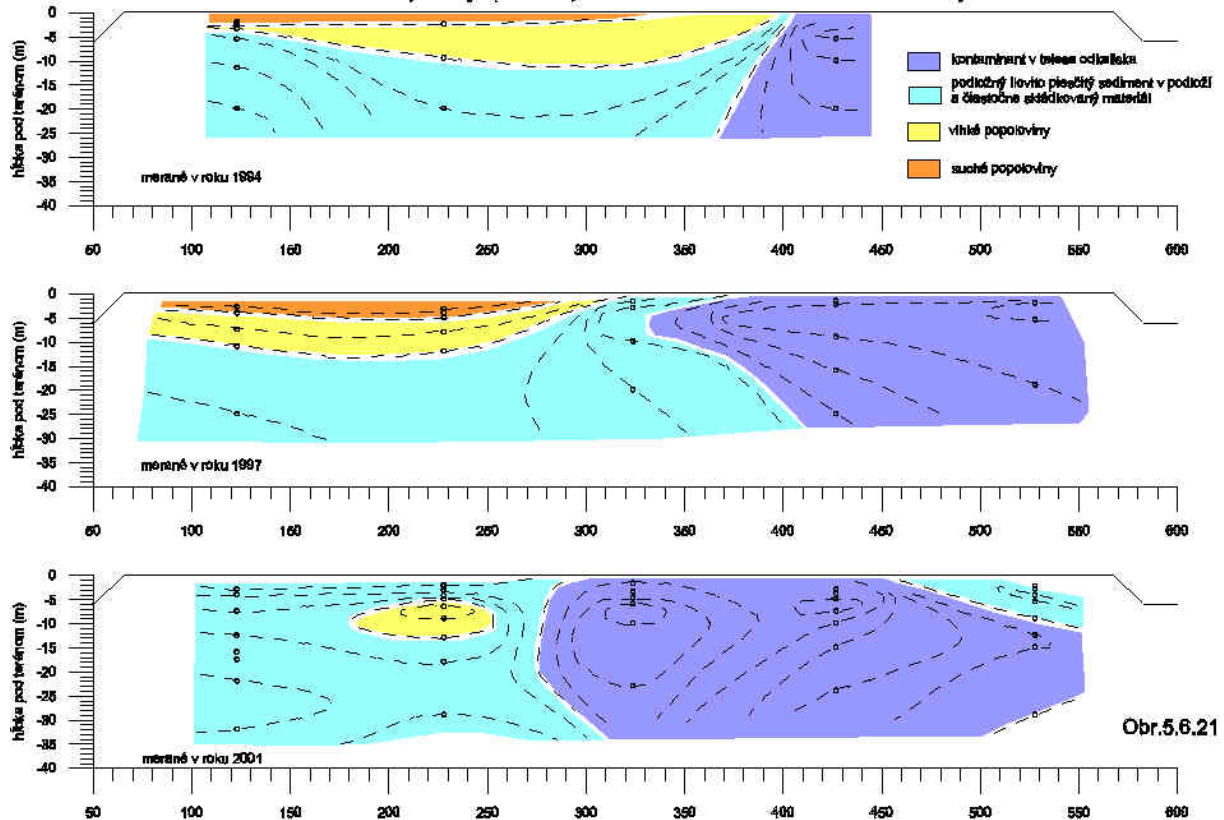 0
-5
-10
-15
-20
-25
-30
-35
-40
hĺbka pod terénom (m)
kontaminant v telese odkaliska
podložný ílovito piesčitý sediment v podloží
a čiastočne skládkovaný materiál
vlhké popoloviny
suché popoloviny
merané v roku 1994
50 100 150 200 250 300 350 400 450 500 550 600
0
-5
-10
-15
-20
-25
-30
-35
-40
hĺbka pod terénom (m)
merané v roku 1997
50 100 150 200 250 300 350 400 450 500 550 600
0
-5
-10
-15
-20
-25
-30
-35
-40
hĺbka pod terénom (m)
Obr.5.6.21
merané v roku 2001
50 100 150 200 250 300 350 400 450 500 550 600